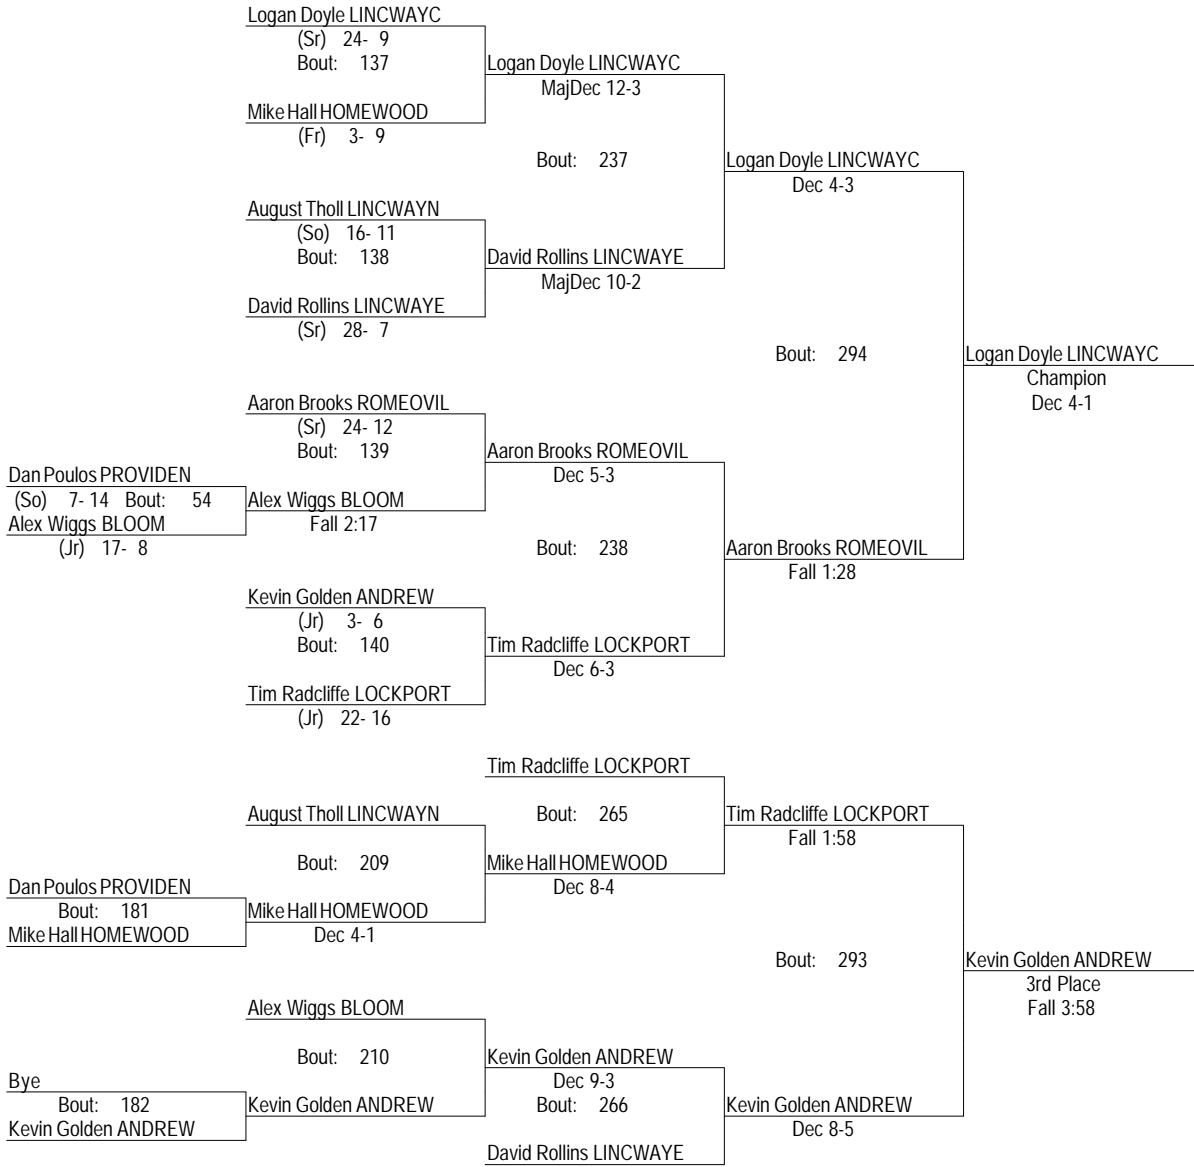 Logan Doyle LINCWAYC
(Sr) 24- 9
Bout: 137
Logan Doyle LINCWAYC
MajDec 12-3
Mike Hall HOMEWOOD
(Fr) 3- 9
Bout: 237
Logan Doyle LINCWAYC
Dec 4-3
August Tholl LINCWAYN
(So) 16- 11
Bout: 138
David Rollins LINCWAYE
MajDec 10-2
David Rollins LINCWAYE
(Sr) 28- 7
Bout: 294
Logan Doyle LINCWAYC
Champion
Dec 4-1
Aaron Brooks ROMEOVIL
(Sr) 24- 12
Bout: 139
Aaron Brooks ROMEOVIL
Dec 5-3
Dan Poulos PROVIDEN
(So) 7- 14 Bout: 54
Alex Wiggs BLOOM
(Jr) 17- 8
Alex Wiggs BLOOM
Fall 2:17
Bout: 238
Aaron Brooks ROMEOVIL
Fall 1:28
Kevin Golden ANDREW
(Jr) 3- 6
Bout: 140
Tim Radcliffe LOCKPORT
Dec 6-3
Tim Radcliffe LOCKPORT
(Jr) 22- 16
Tim Radcliffe LOCKPORT
August Tholl LINCWAYN
Bout: 265
Tim Radcliffe LOCKPORT
Fall 1:58
Bout: 209
Mike Hall HOMEWOOD
Dec 8-4
Dan Poulos PROVIDEN
Bout: 181
Mike Hall HOMEWOOD
Mike Hall HOMEWOOD
Dec 4-1
Bout: 293
Kevin Golden ANDREW
3rd Place
Fall 3:58
Alex Wiggs BLOOM
Bout: 210
Kevin Golden ANDREW
Dec 9-3
Bye
Bout: 182
Kevin Golden ANDREW
Kevin Golden ANDREW
Bout: 266
Kevin Golden ANDREW
Dec 8-5
David Rollins LINCWAYE